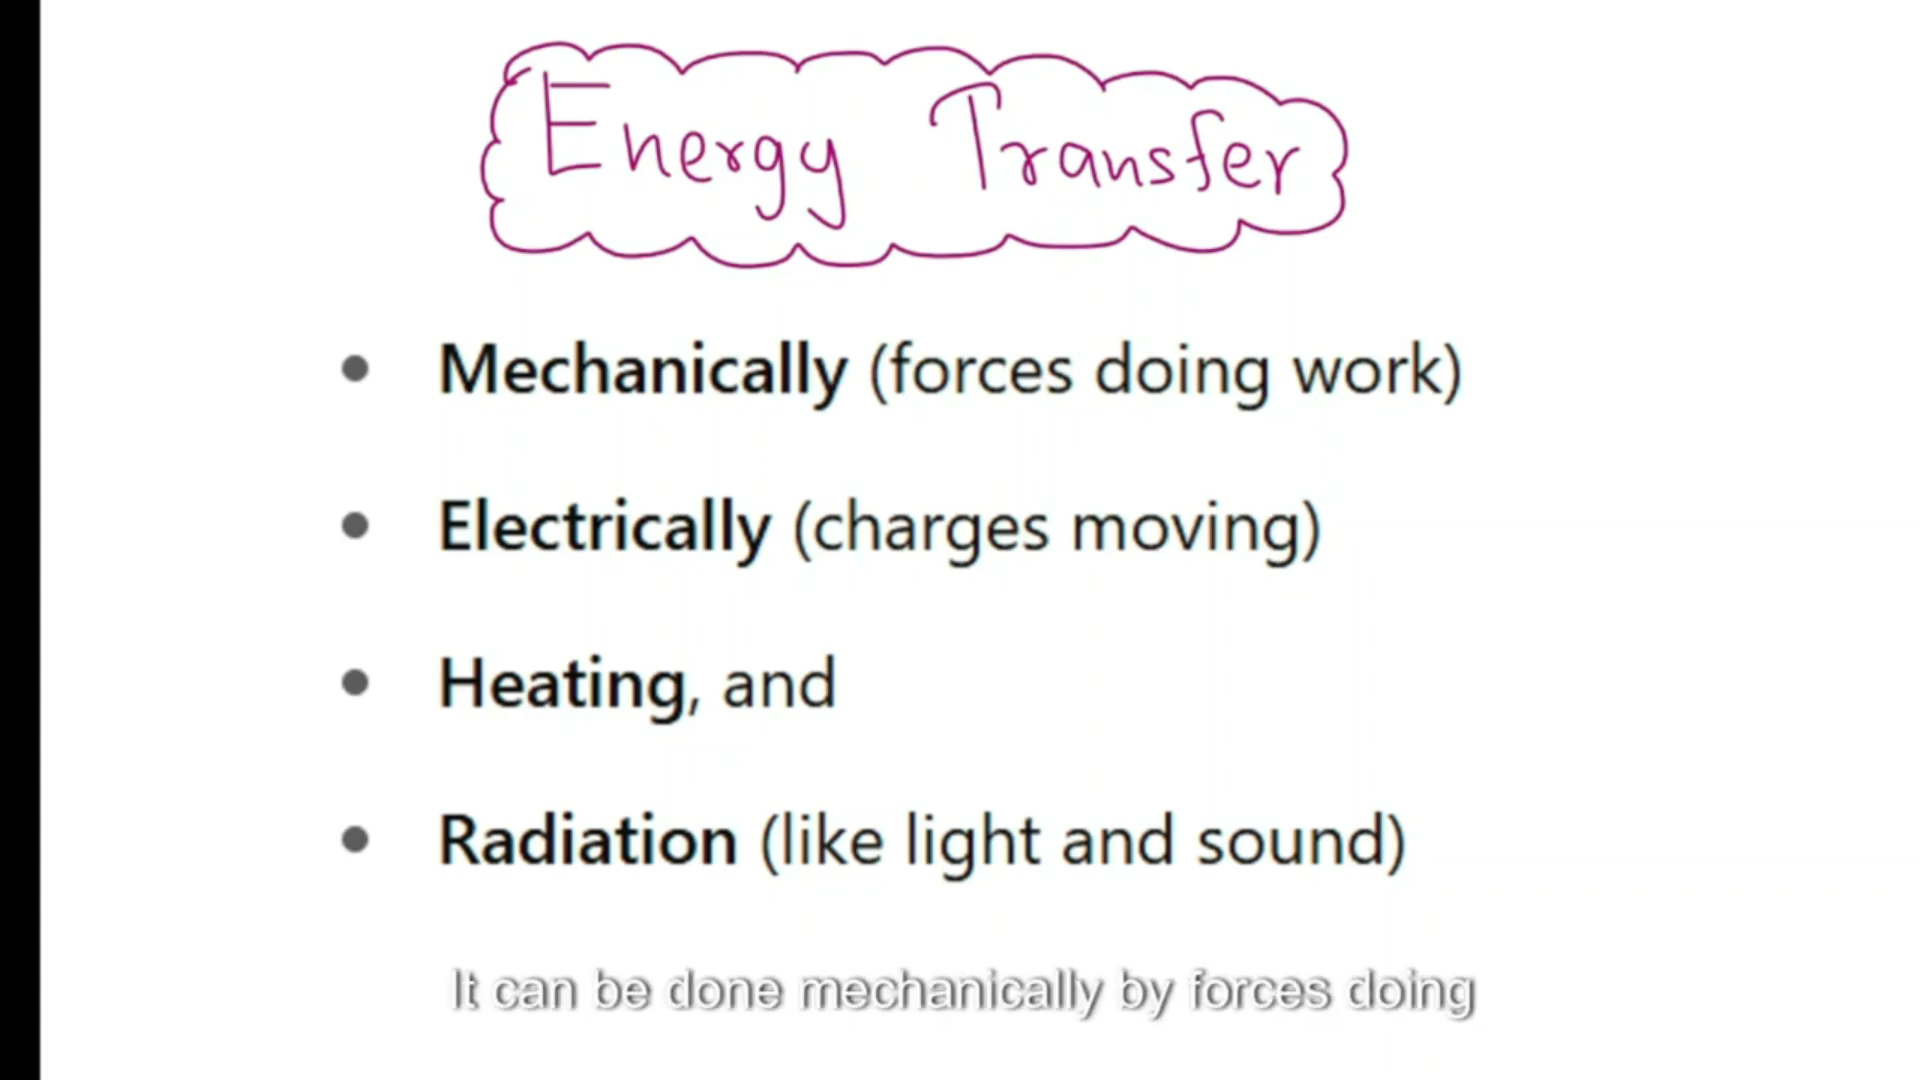 Energy Transfer
• Mechanically (forces doing work)
• Electrically (charges moving)
• Heating, and
• Radiation (like light and sound)
It can be done mechanically by forces doing